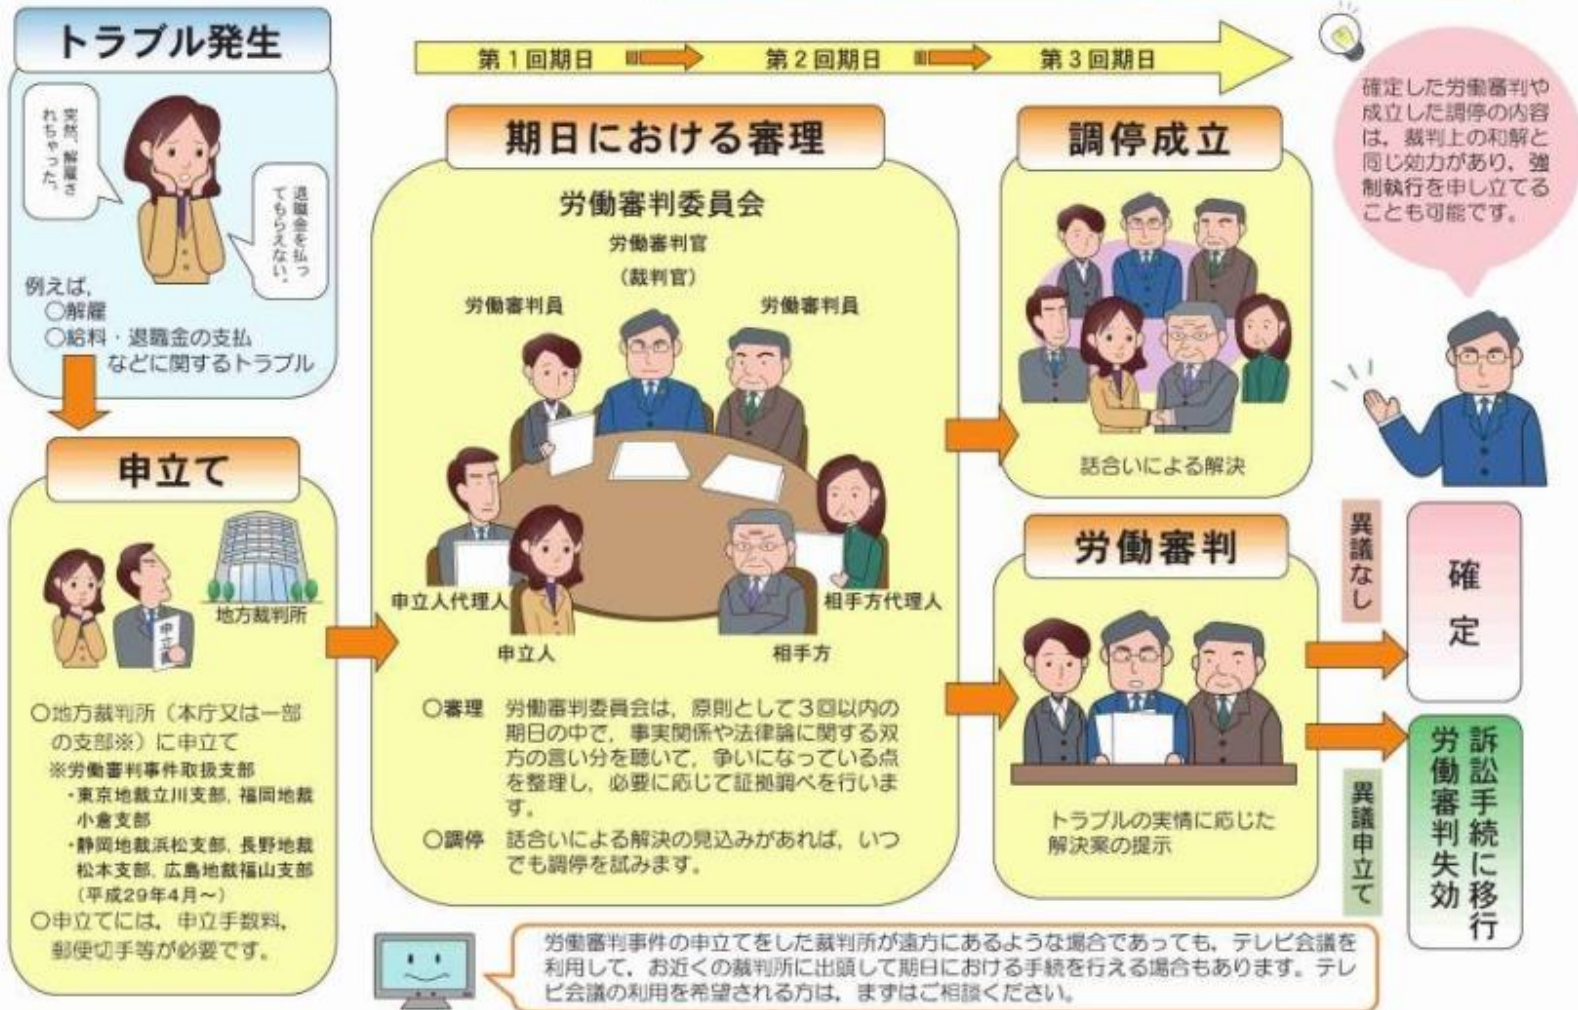 トラブル発生
突然、解雇さ
れちゃった。
退職金を払っ
てもらえない。
例えば，
○解雇
○給料・退職金の支払
などに関するトラブル
申立て
申立書
地方裁判所
○地方裁判所（本庁又は一部
の支部※）に申立て
※労働審判事件取扱支部
・東京地裁立川支部，福岡地裁
小倉支部
・静岡地裁浜松支部，長野地裁
松本支部，広島地裁福山支部
（平成29年4月～）
○申立てには，申立手数料，
郵便切手等が必要です。
第1回期日
第2回期日
第3回期日
期日における審理
労働審判委員会
労働審判官
（裁判官）
労働審判員
労働審判員
申立人代理人
相手方代理人
申立人
相手方
○審理 労働審判委員会は，原則として3回以内の
期日の中で，事実関係や法律論に関する双
方の言い分を聴いて，争いになっている点
を整理し，必要に応じて証拠調べを行いま
す。
○調停 話合いによる解決の見込みがあれば，いつ
でも調停を試みます。
調停成立
話合いによる解決
労働審判
トラブルの実情に応じた
解決案の提示
確定した労働審判や
成立した調停の内容
は，裁判上の和解と
同じ効力があり，強
制執行を申し立てる
ことも可能です。
異議なし
確定
異議申立て
訴訟手続に移行
労働審判失効
労働審判事件の申立てをした裁判所が遠方にあるような場合であっても，テレビ会議を
利用して，お近くの裁判所に出頭して期日における手続を行える場合もあります。テレ
ビ会議の利用を希望される方は，まずはご相談ください。